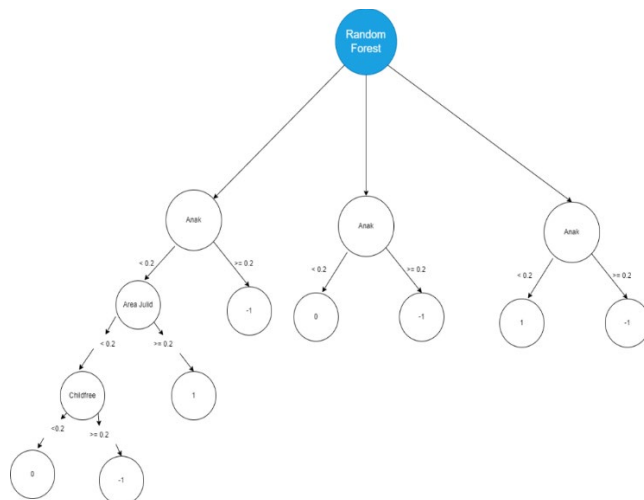 Random
Forest
Anak
Anak
Anak
< 0.2
>= 0.2
< 0.2
>= 0.2
< 0.2
>= 0.2
Area Julid
-1
0
-1
1
-1
< 0.2
>= 0.2
Childfree
1
<0.2
>= 0.2
0
-1